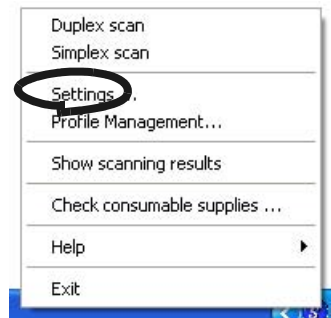 Duplex scan
Simplex scan
Settings ...
Profile Management...
Show scanning results
Check consumable supplies ...
Help
Exit